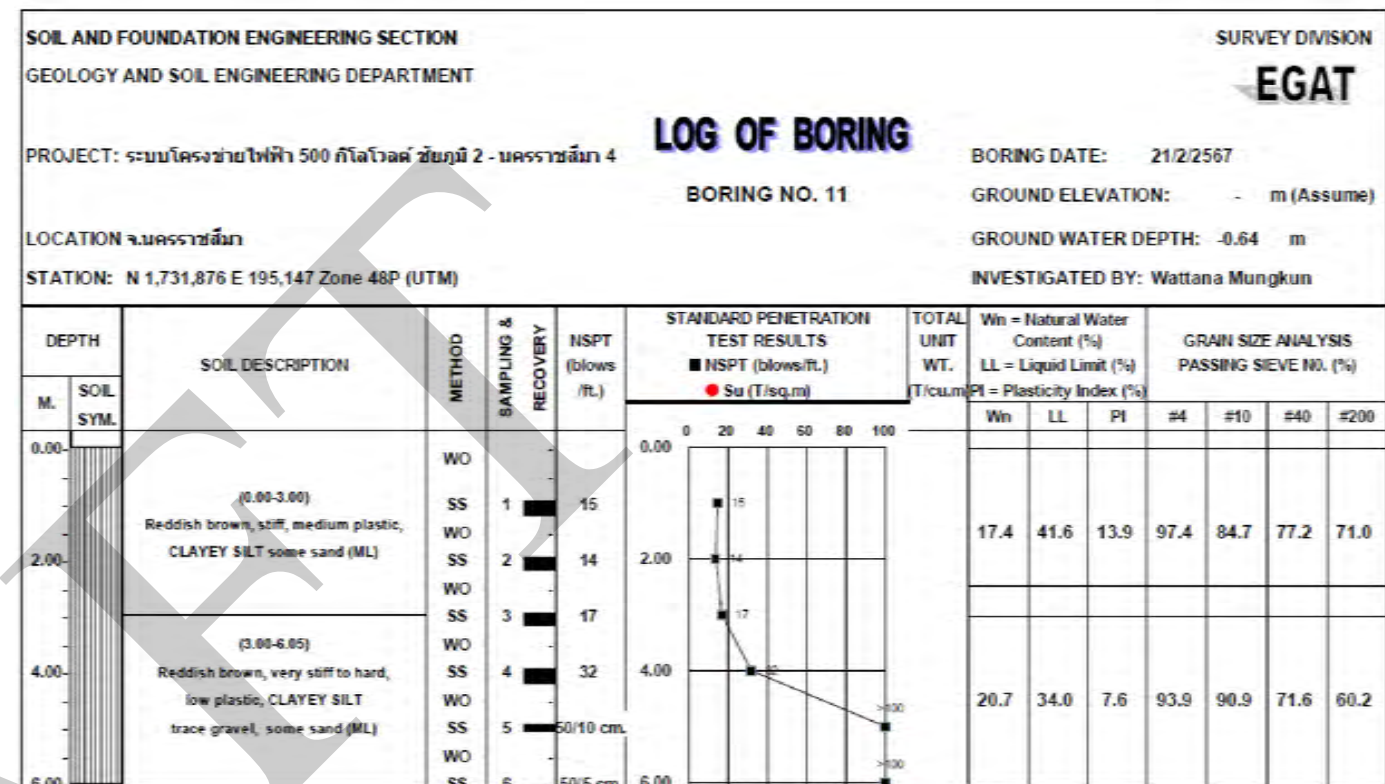 SOIL AND FOUNDATION ENGINEERING SECTION
SURVEY DIVISION
GEOLOGY AND SOIL ENGINEERING DEPARTMENT
EGAT
LOG OF BORING
PROJECT: ระบบโครงข่ายไฟฟ้า 500 กิโลโวลต์ ชัยภูมิ 2 - นครราชสีมา 4
BORING DATE: 21/2/2567
BORING NO. 11
GROUND ELEVATION: - m (Assume)
LOCATION จ.นครราชสีมา
GROUND WATER DEPTH: -0.64 m
STATION: N 1,731,876 E 195,147 Zone 48P (UTM)
INVESTIGATED BY: Wattana Mungkun
DEPTH
M.
SOIL
SYM.
SOIL DESCRIPTION
METHOD
SAMPLING &
RECOVERY
NSPT
(blows
/ft.)
STANDARD PENETRATION
TEST RESULTS
NSPT (blows/ft.)
Su (T/sq.m)
TOTAL
UNIT
WT.
(T/cu.m)
Wn = Natural Water
Content (%)
LL = Liquid Limit (%)
PI = Plasticity Index (%)
GRAIN SIZE ANALYSIS
PASSING SIEVE NO. (%)
Wn LL PI #4 #10 #40 #200
0 20 40 60 80 100
0.00
2.00
4.00
6.00
(0.00-3.00)
Reddish brown, stiff, medium plastic,
CLAYEY SILT some sand (ML)
(3.00-6.05)
Reddish brown, very stiff to hard,
low plastic, CLAYEY SILT
trace gravel, some sand (ML)
WO
SS 1 15
WO
SS 2 14
WO
SS 3 17
WO
SS 4 32
WO
SS 5 50/10 cm.
WO
SS 6 50/5 cm
0.00
2.00
4.00
6.00
15
14
17
32
>100
>100
17.4 41.6 13.9 97.4 84.7 77.2 71.0
20.7 34.0 7.6 93.9 90.9 71.6 60.2